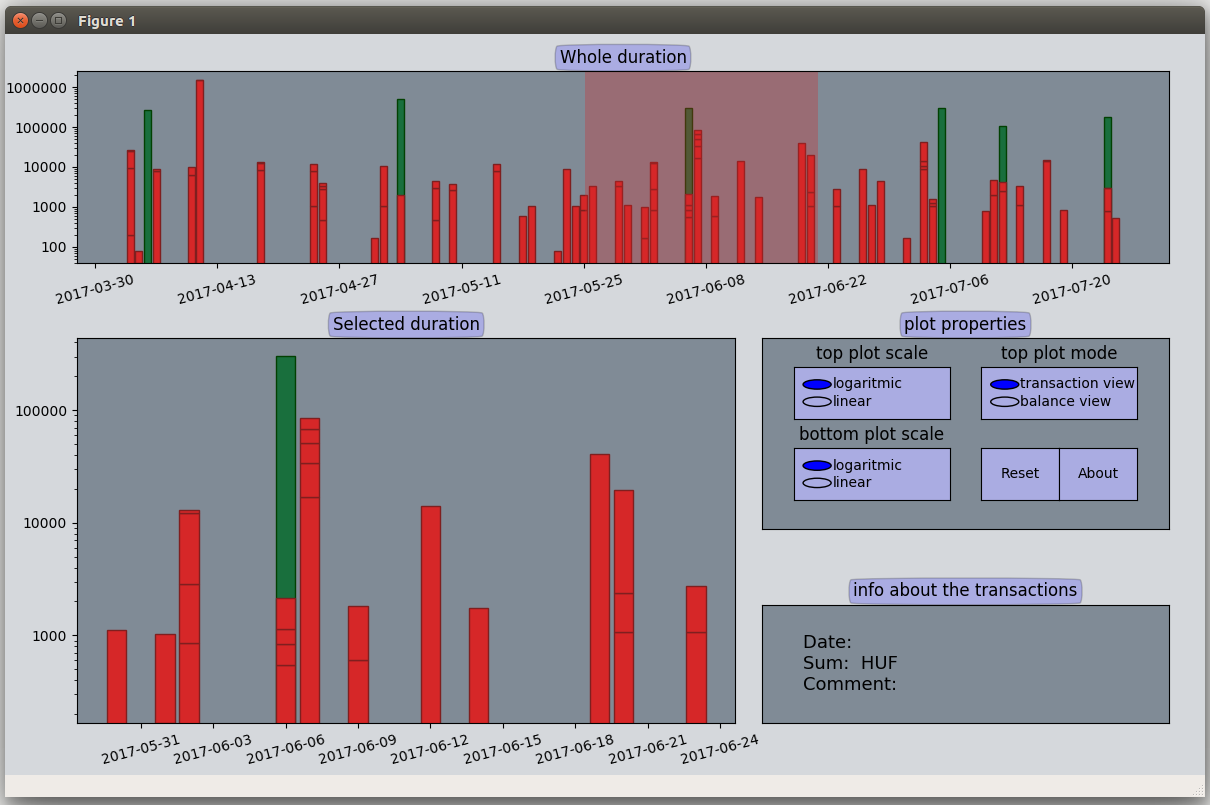 Figure 1
Whole duration
1000000
100000
10000
1000
100
2017-03-30 2017-04-13 2017-04-27 2017-05-11 2017-05-25 2017-06-08 2017-06-22 2017-07-06 2017-07-20
Selected duration
100000
10000
1000
2017-05-31 2017-06-03 2017-06-06 2017-06-09 2017-06-12 2017-06-15 2017-06-18 2017-06-21 2017-06-24
plot properties
top plot scale
logaritmic
linear
top plot mode
transaction view
balance view
bottom plot scale
logaritmic
linear
Reset About
info about the transactions
Date:
Sum:  HUF
Comment: